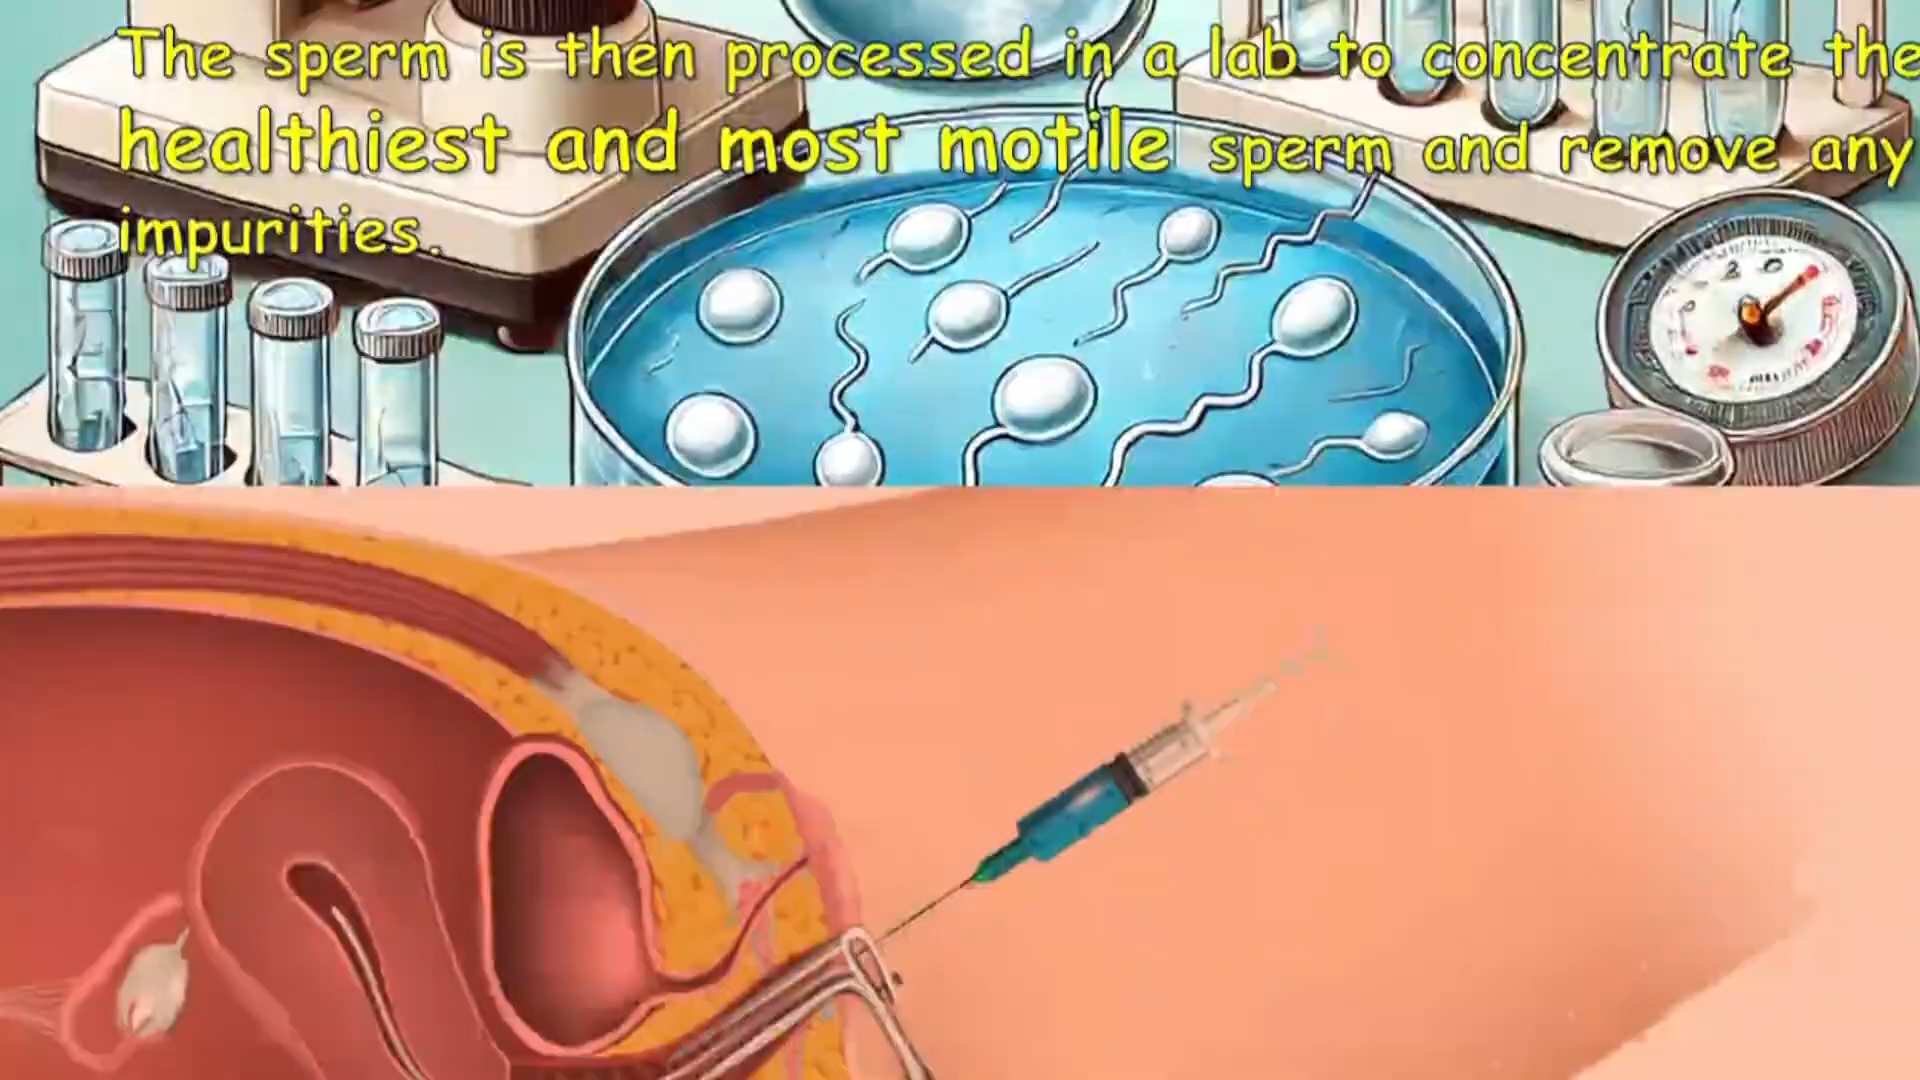 The sperm is then processed in a lab to concentrate the
healthiest and most motile sperm and remove any
impurities.